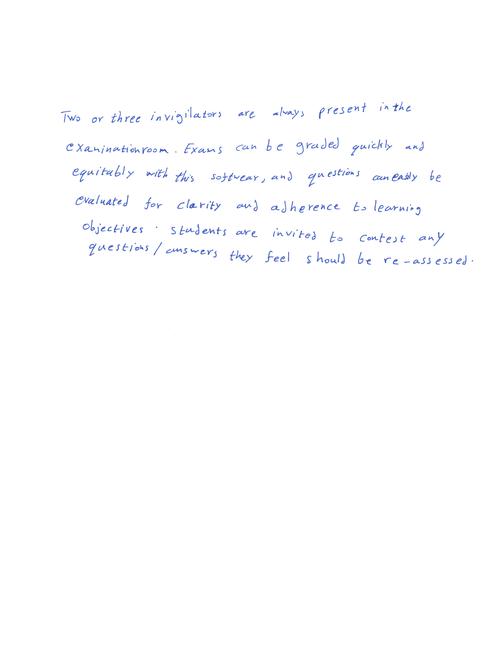 Two or three invigilators are always present in the
examination room. Exams can be graded quickly and
equitably with this softwear, and questions can easily be
evaluated for clarity and adherence to learning
objectives. students are invited to contest any
questions / answers they feel should be re-assessed.